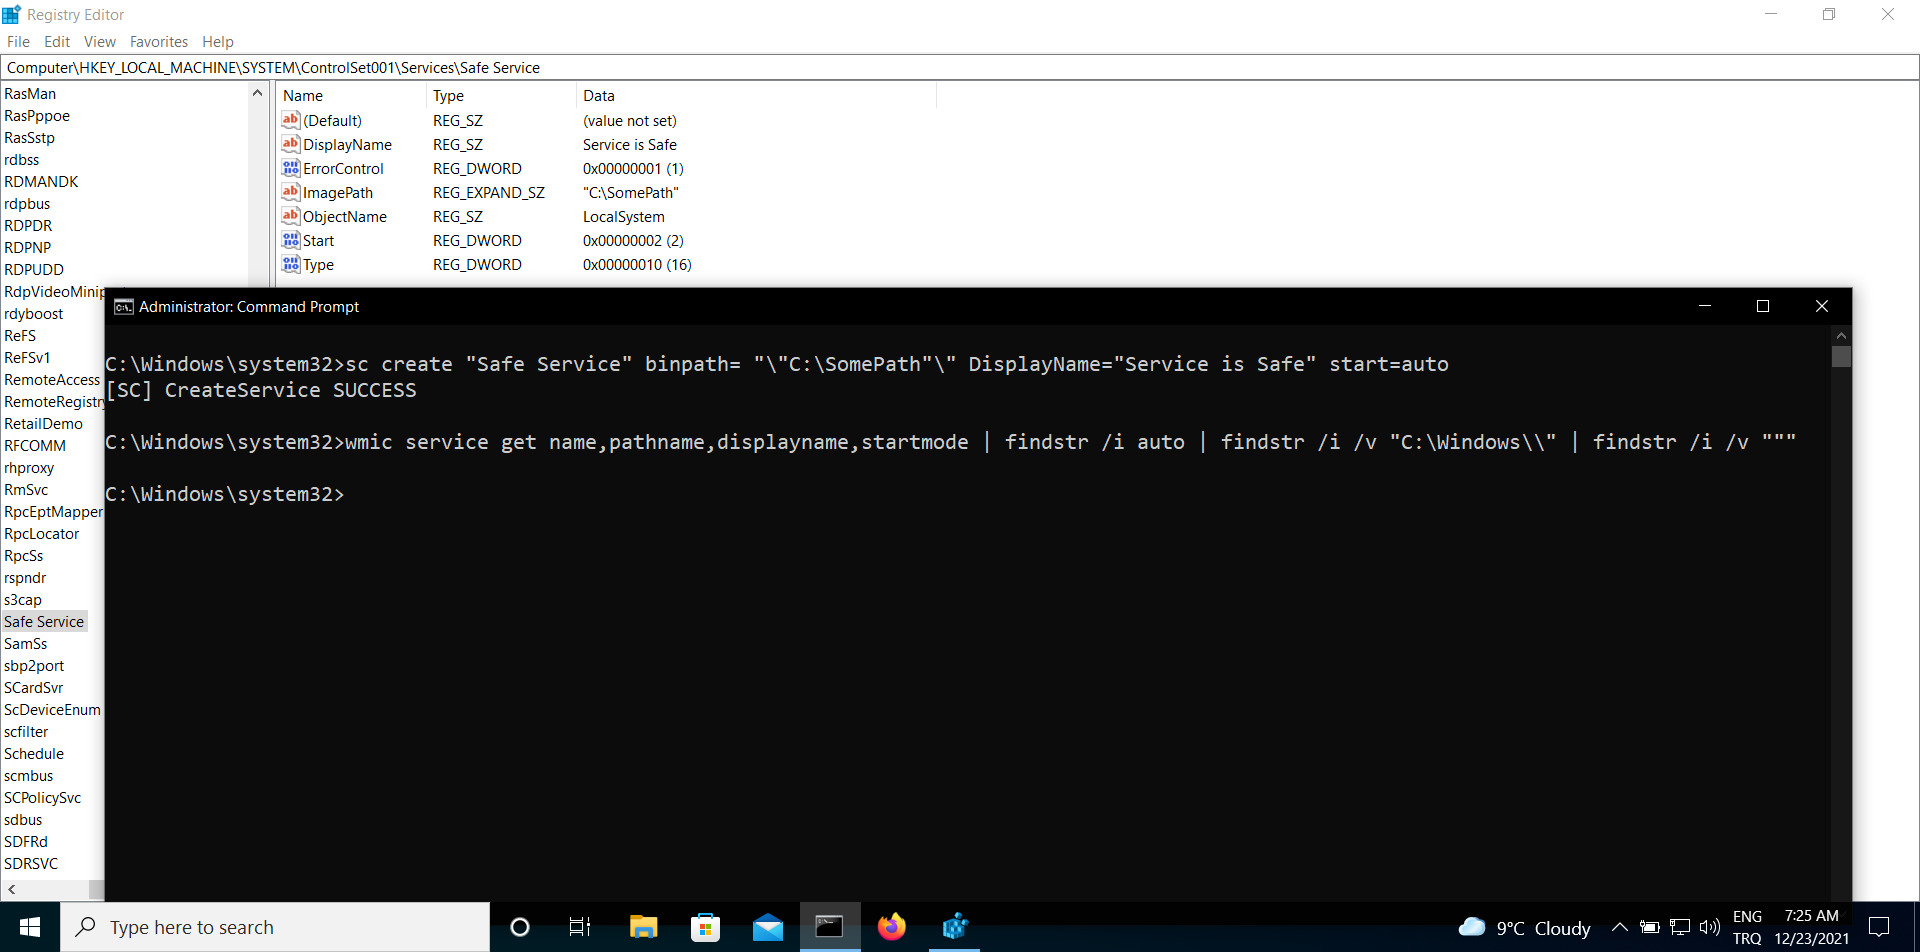 Registry Editor
File Edit View Favorites Help
Computer\HKEY_LOCAL_MACHINE\SYSTEM\ControlSet001\Services\Safe Service
RasMan
RasPppoe
RasSstp
rdbss
RDMANDK
rdpbus
RDPDR
RDPNP
RDPUDD
RdpVideoMinip
rdyboost
ReFS
ReFSv1
RemoteAccess
RemoteRegistry
RetailDemo
RFCOMM
rhproxy
RmSvc
RpcEptMapper
RpcLocator
RpcSs
rspndr
s3cap
Safe Service
SamSs
sbp2port
SCardSvr
ScDeviceEnum
scfilter
Schedule
scmbus
SCPolicySvc
sdbus
SDFRd
SDRSVC
Name Type Data
(Default) REG_SZ (value not set)
DisplayName REG_SZ Service is Safe
ErrorControl REG_DWORD 0x00000001 (1)
ImagePath REG_EXPAND_SZ "C:\SomePath"
ObjectName REG_SZ LocalSystem
Start REG_DWORD 0x00000002 (2)
Type REG_DWORD 0x00000010 (16)
Administrator: Command Prompt
C:\Windows\system32>sc create "Safe Service" binpath= "\"C:\SomePath"\" DisplayName="Service is Safe" start=auto
[SC] CreateService SUCCESS
C:\Windows\system32>wmic service get name,pathname,displayname,startmode | findstr /i auto | findstr /i /v "C:\Windows\\" | findstr /i /v """
C:\Windows\system32>
Type here to search
9°C Cloudy
ENG
TRQ
7:25 AM
12/23/2021